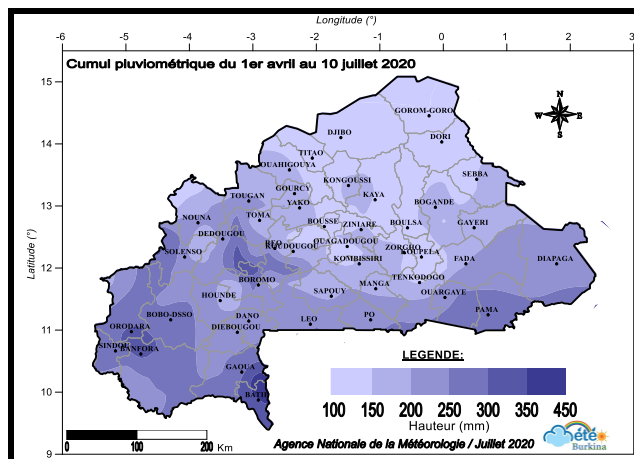 Longitude (°)
-6 -5 -4 -3 -2 -1 0 1 2 3
Cumul pluviométrique du 1er avril au 10 juillet 2020
15
GOROM-GORO
N
W E
S
DJIBO
DORI
14
TITAO
OUAHIGOUYA
SEBBA
KONGOUSSI
GOURCY
TOUGAN
KAYA
YAKO
BOGANDE
13
NOUNA
TOMA
BOUSSE
ZINIARE
BOULSA
GAYERI
DEDOUGOU
REO
KOUDOUGOU
OUAGADOUGOU
SOLENSO
ZORGHO
KOUPELA
KOMBISSIRI
FADA
DIAPAGA
12
Latitude (°)
BOROMO
TENKODOGO
HOUNDE
SAPOUY
MANGA
OUARGAYE
BOBO-DSSO
DANO
LEO
PO
PAMA
ORODARA
DIEBOUGOU
11
SINDOU
BANFORA
LEGENDE:
GAOUA
BATIE
10
100 150 200 250 300 350 450
Hauteur (mm)
0 100 200 Km
Agence Nationale de la Météorologie / Juillet 2020
été
Burkina
9